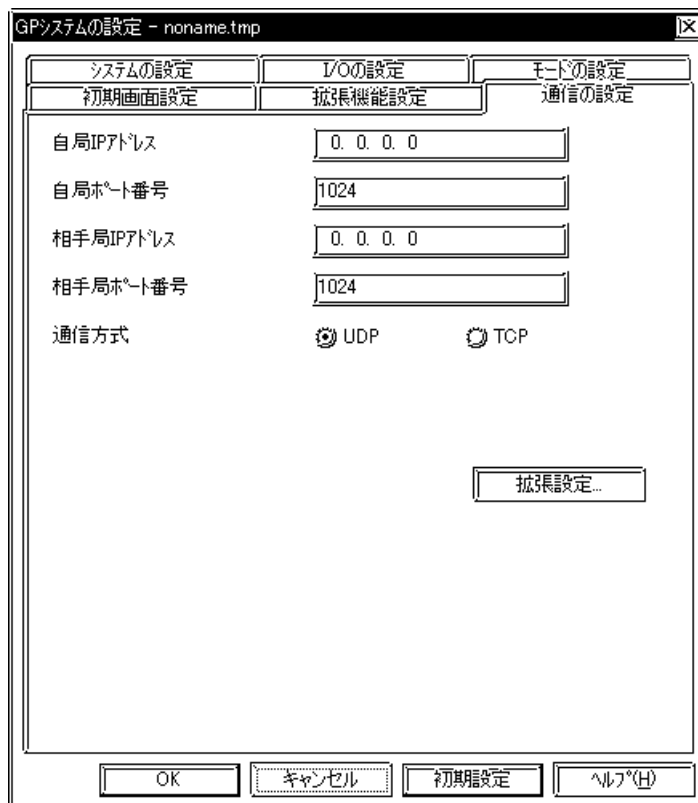 GPシステムの設定 - noname.tmp
システムの設定 I/Oの設定 モードの設定
初期画面設定 拡張機能設定 通信の設定
自局IPアドレス 0. 0. 0. 0
自局ポート番号 1024
相手局IPアドレス 0. 0. 0. 0
相手局ポート番号 1024
通信方式 UDP TCP
拡張設定...
OK キャンセル 初期設定 ヘルプ(H)